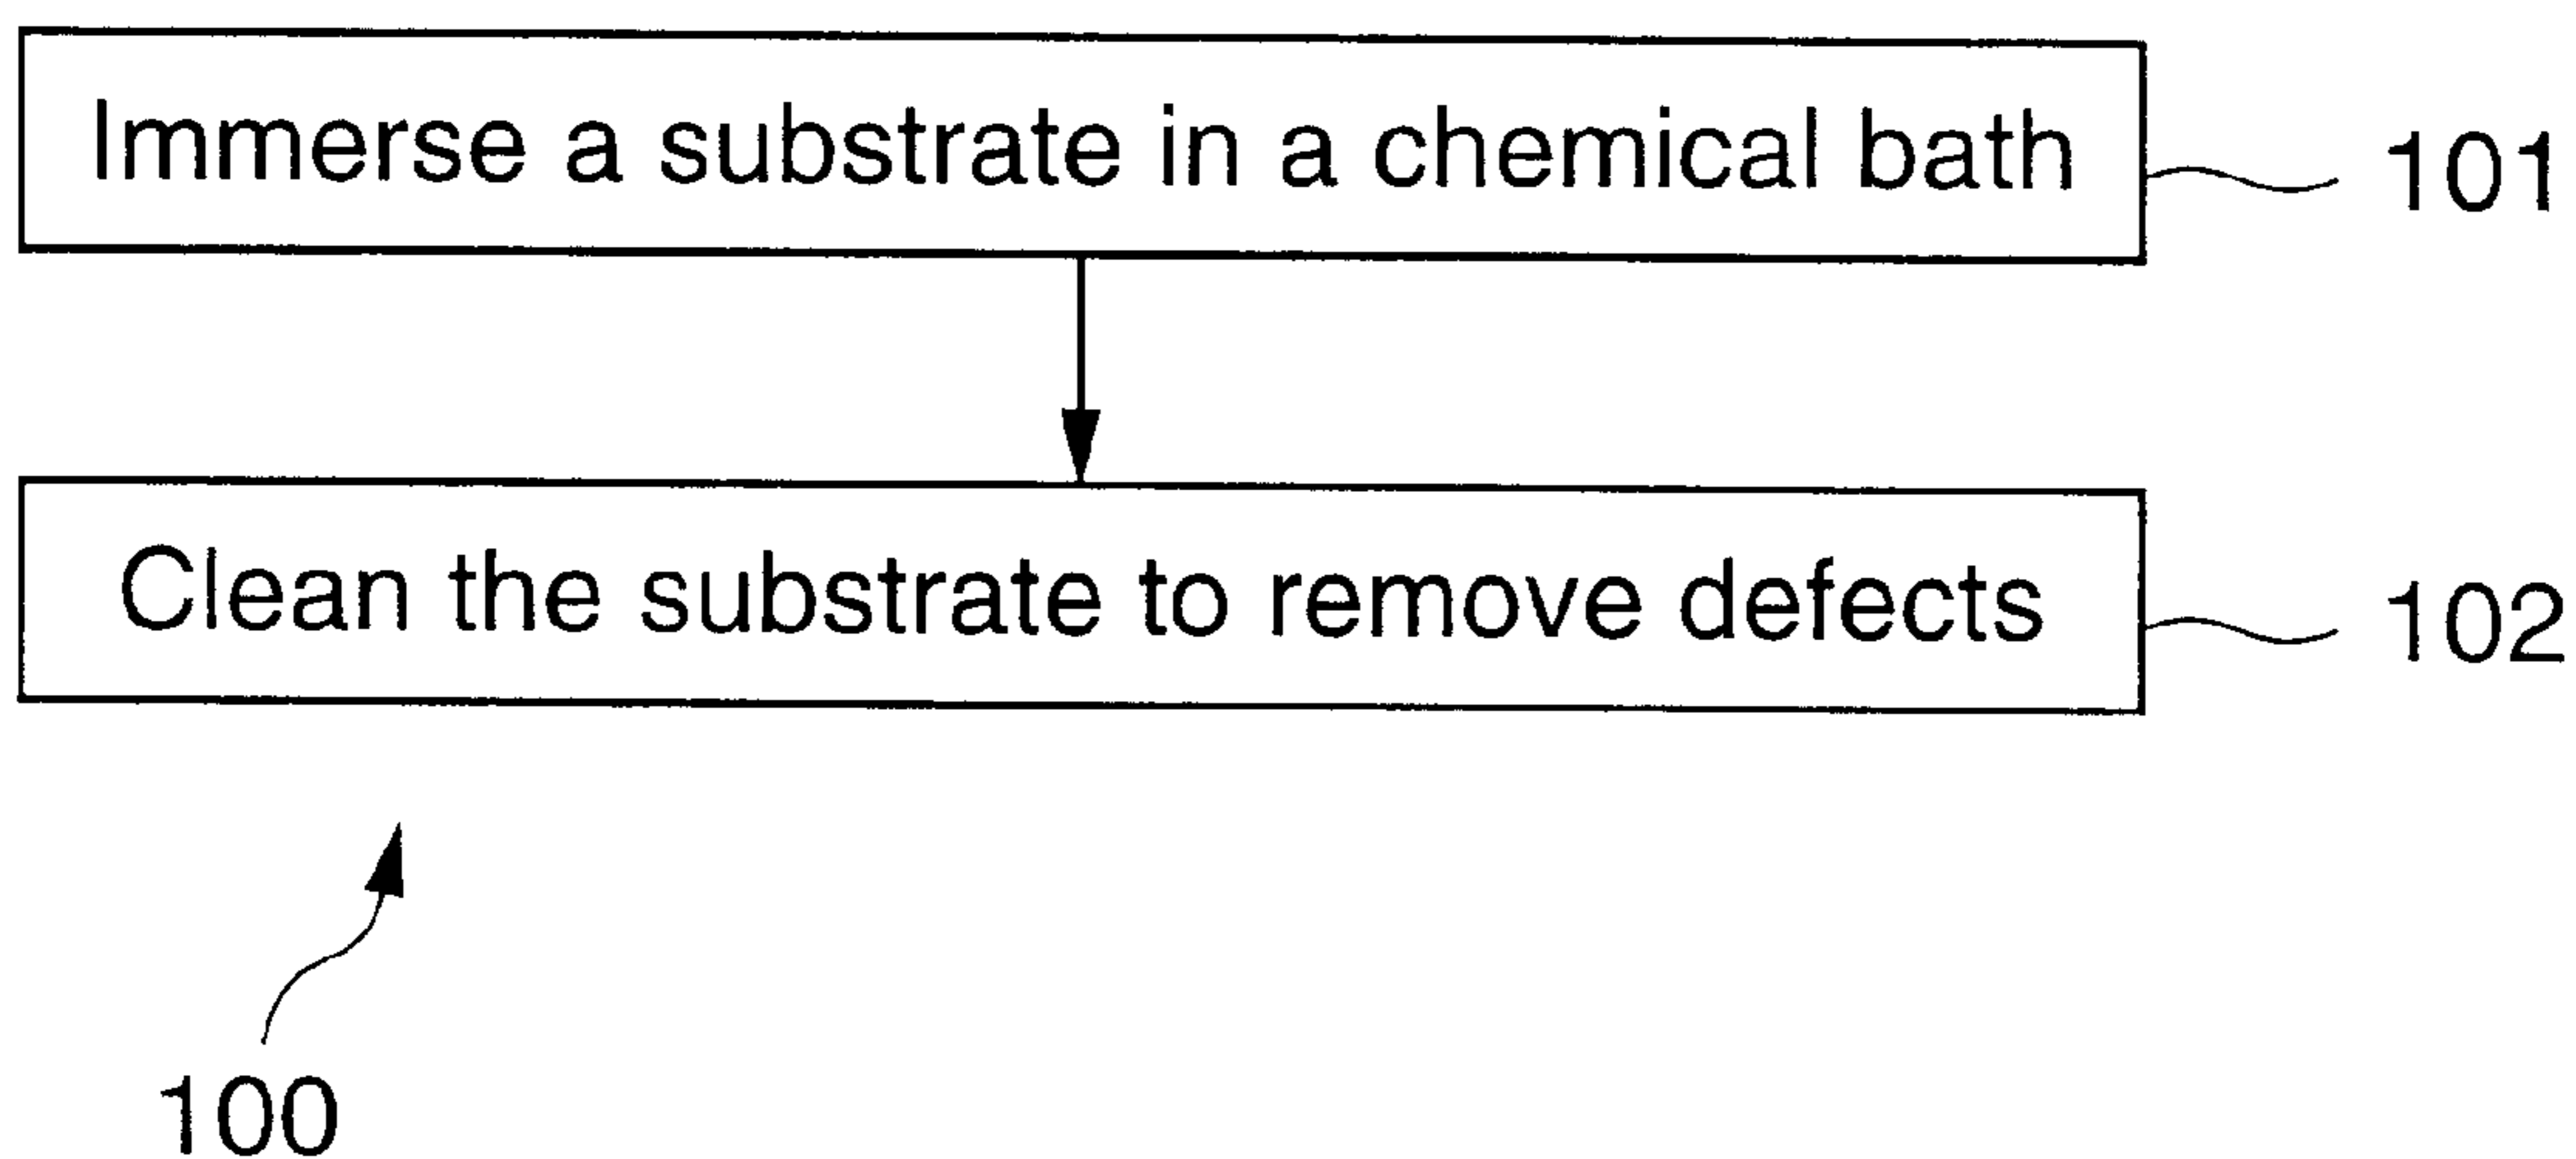 Immerse a substrate in a chemical bath
101
Clean the substrate to remove defects
102
100